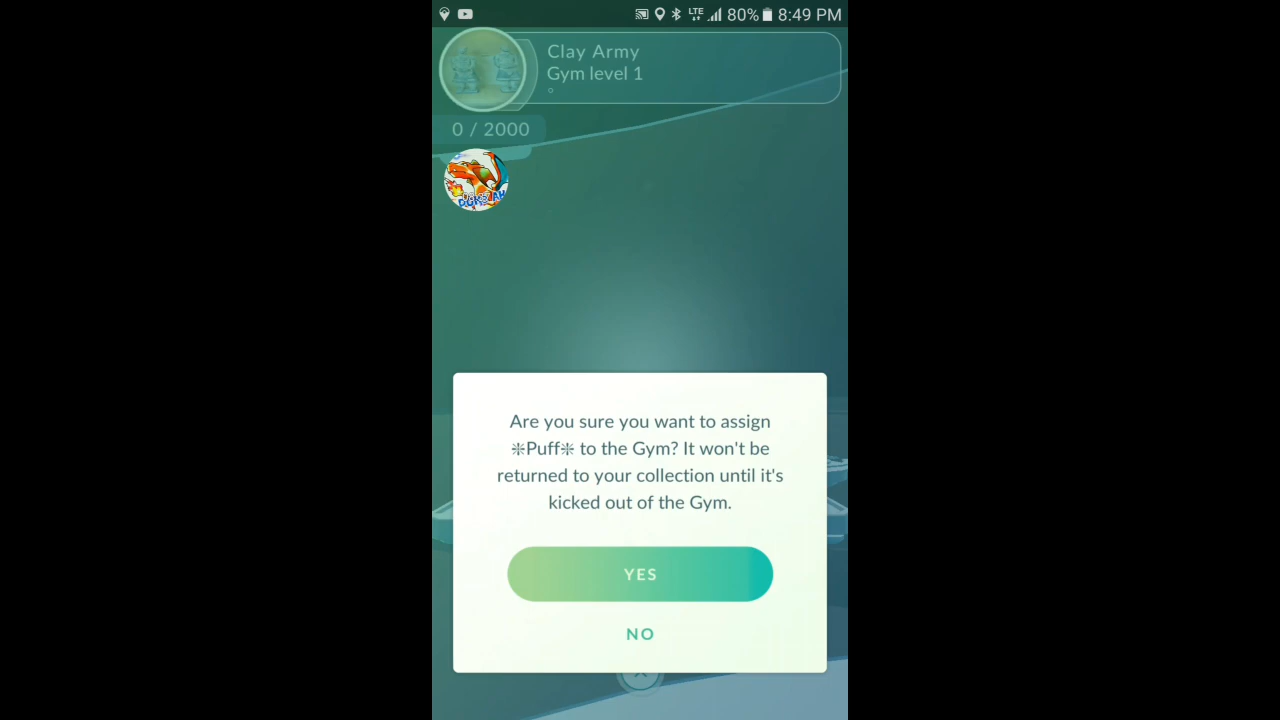 80% 8:49 PM
LTE
Clay Army
Gym level 1
0 / 2000
Are you sure you want to assign
❇Puff❇ to the Gym? It won't be
returned to your collection until it's
kicked out of the Gym.
YES
NO